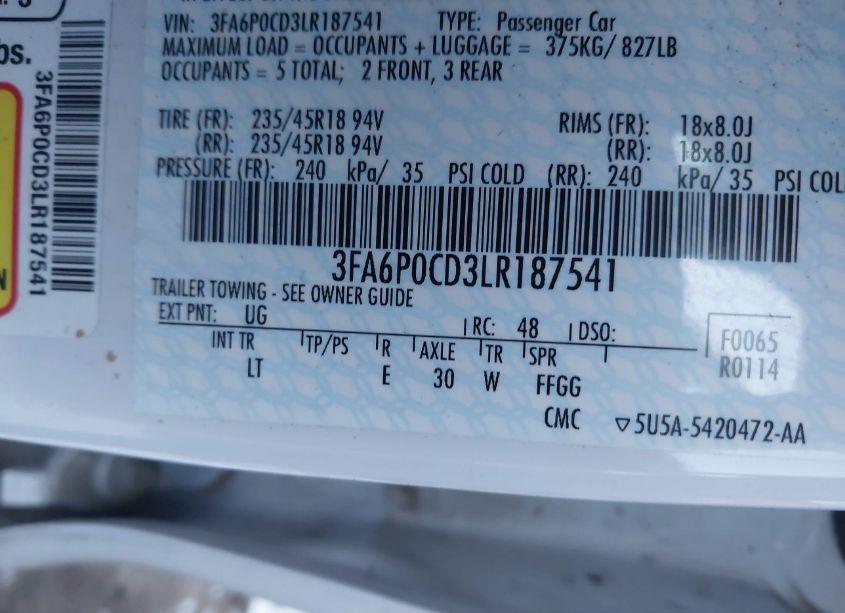 VIN: 3FA6P0CD3LR187541 TYPE: Passenger Car
MAXIMUM LOAD = OCCUPANTS + LUGGAGE = 375KG/ 827LB
OCCUPANTS = 5 TOTAL; 2 FRONT, 3 REAR
TIRE (FR): 235/45R18 94V RIMS (FR): 18x8.0J
(RR): 235/45R18 94V (RR): 18x8.0J
PRESSURE (FR): 240 kPa/ 35 PSI COLD (RR): 240 kPa/ 35 PSI COL
3FA6P0CD3LR187541
TRAILER TOWING - SEE OWNER GUIDE
EXT PNT: UG RC: 48 DSO:
INT TR TP/PS R AXLE TR SPR
LT E 30 W FFGG
F0065
R0114
CMC ▽5U5A-5420472-AA
bs.
3FA6P0CD3LR187541
N